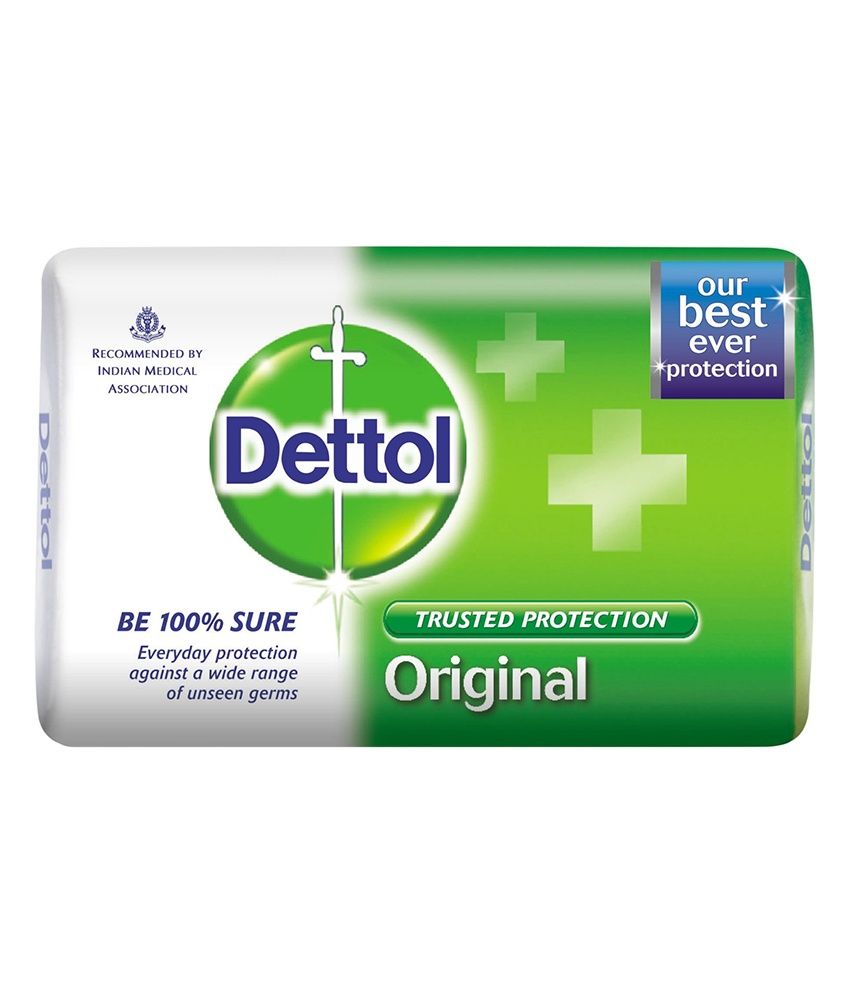 RECOMMENDED BY
INDIAN MEDICAL
ASSOCIATION
Dettol
BE 100% SURE
Everyday protection
against a wide range
of unseen germs
our
best
ever
protection
TRUSTED PROTECTION
Original
Dettol
Dettol